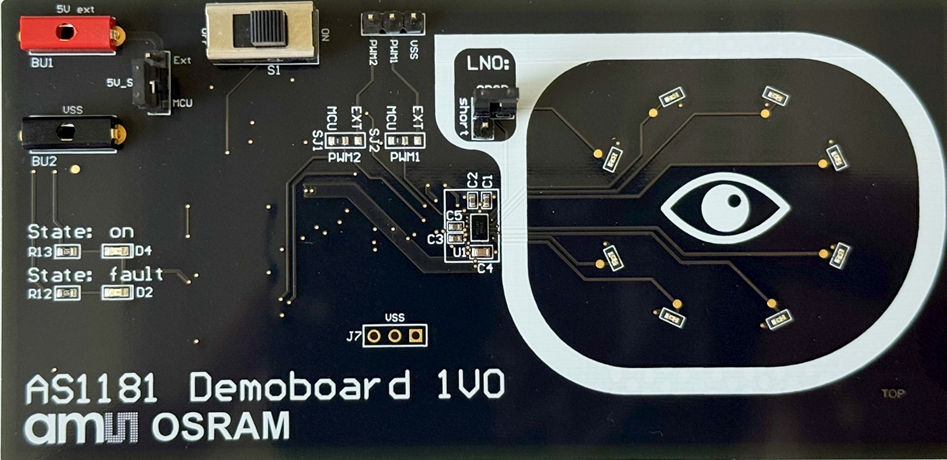 5V ext
BU1
Ext
5V_S
MCU
VSS
BU2
ON
S1
PWM2
PWM1
VSS
MCU
EXT
MCU
EXT
SJ1
SJ2
PWM2
PWM1
LNO:
open
short
C2
C1
C5
C3
U1
C4
State: on
R13
D4
State: fault
R12
D2
VSS
J7
AS1181 Demoboard 1V0
TOP
am OSRAM